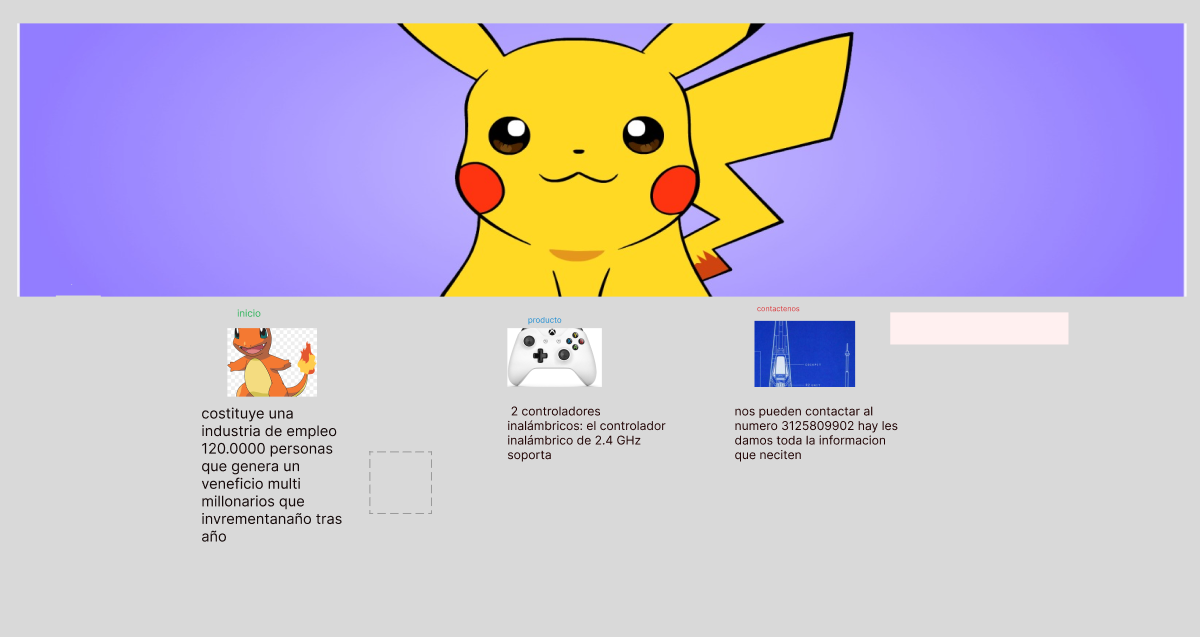 inicio
costituye una
industria de empleo
120.0000 personas
que genera un
veneficio multi
millonarios que
invrementanaño tras
año
producto
2 controladores
inalámbricos: el controlador
inalámbrico de 2.4 GHz
soporta
contactenos
nos pueden contactar al
numero 3125809902 hay les
damos toda la informacion
que neciten